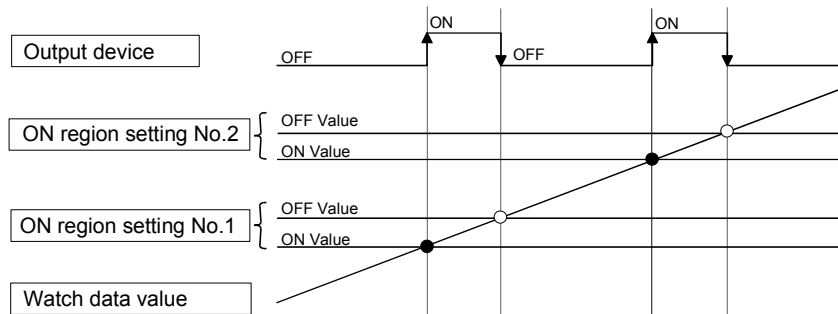 ON
ON
Output device
OFF
OFF
OFF Value
ON region setting No.2
ON Value
OFF Value
ON region setting No.1
ON Value
Watch data value